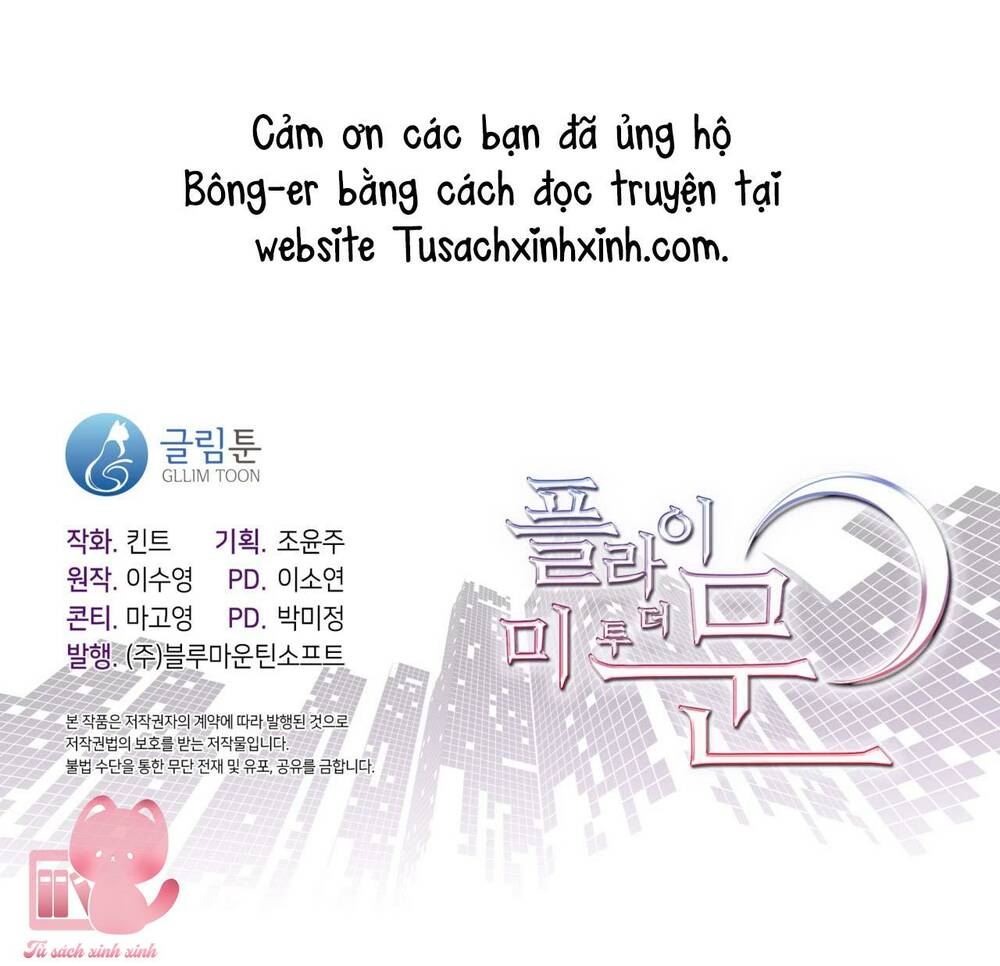 Cảm ơn các bạn đã ủng hộ
Bông-er bằng cách đọc truyện tại
website Tusachxinhxinh.com.
글림툰
GLLIM TOON
작화. 킨트 기획. 조윤주
원작. 이수영 PD. 이소연
콘티. 마고영 PD. 박미정
발행. (주)블루마운틴소프트
본 작품은 저작권자의 계약에 따라 발행된 것으로
저작권법의 보호를 받는 저작물입니다.
불법 수단을 통한 무단 전재 및 유포, 공유를 금합니다.
플라이
미 투 더 문
Tủ sách xinh xinh